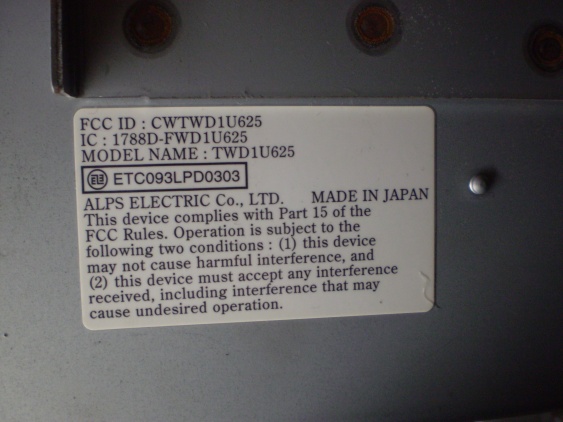 FCC ID : CWTWD1U625
IC : 1788D-FWD1U625
MODEL NAME : TWD1U625
ETC093LPD0303
ALPS ELECTRIC Co., LTD. MADE IN JAPAN
This device complies with Part 15 of the
FCC Rules. Operation is subject to the
following two conditions : (1) this device
may not cause harmful interference, and
(2) this device must accept any interference
received, including interference that may
cause undesired operation.